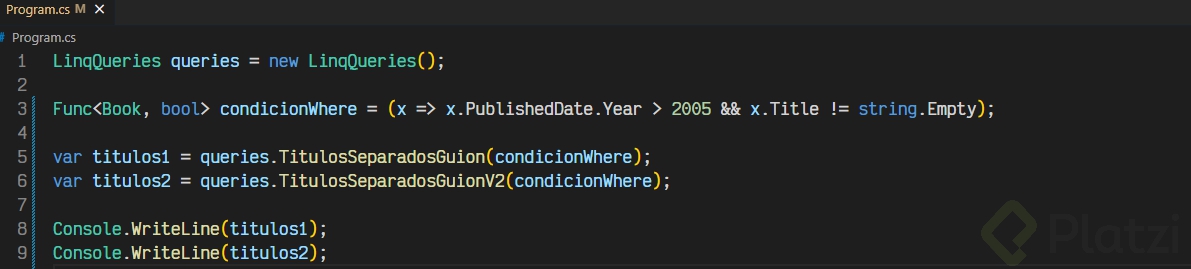 Program.cs M ×
Program.cs
1 LinqQueries queries = new LinqQueries();
2
3 Func<Book, bool> condicionWhere = (x => x.PublishedDate.Year > 2005 && x.Title != string.Empty);
4
5 var titulos1 = queries.TitulosSeparadosGuion(condicionWhere);
6 var titulos2 = queries.TitulosSeparadosGuionV2(condicionWhere);
7
8 Console.WriteLine(titulos1);
9 Console.WriteLine(titulos2);
Platzi